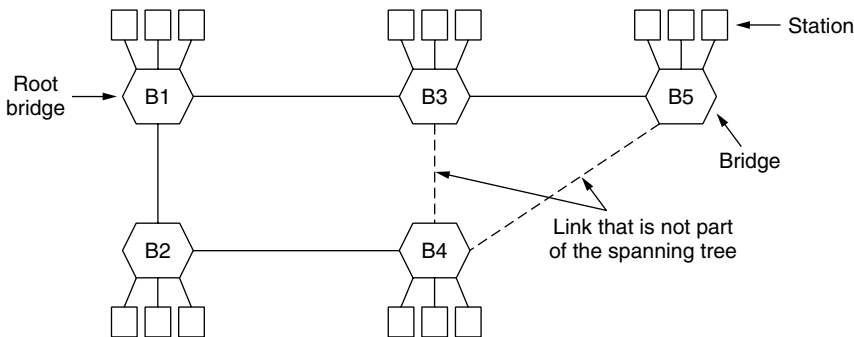 Station
Root
bridge
B1
B3
B5
Bridge
B2
B4
Link that is not part
of the spanning tree